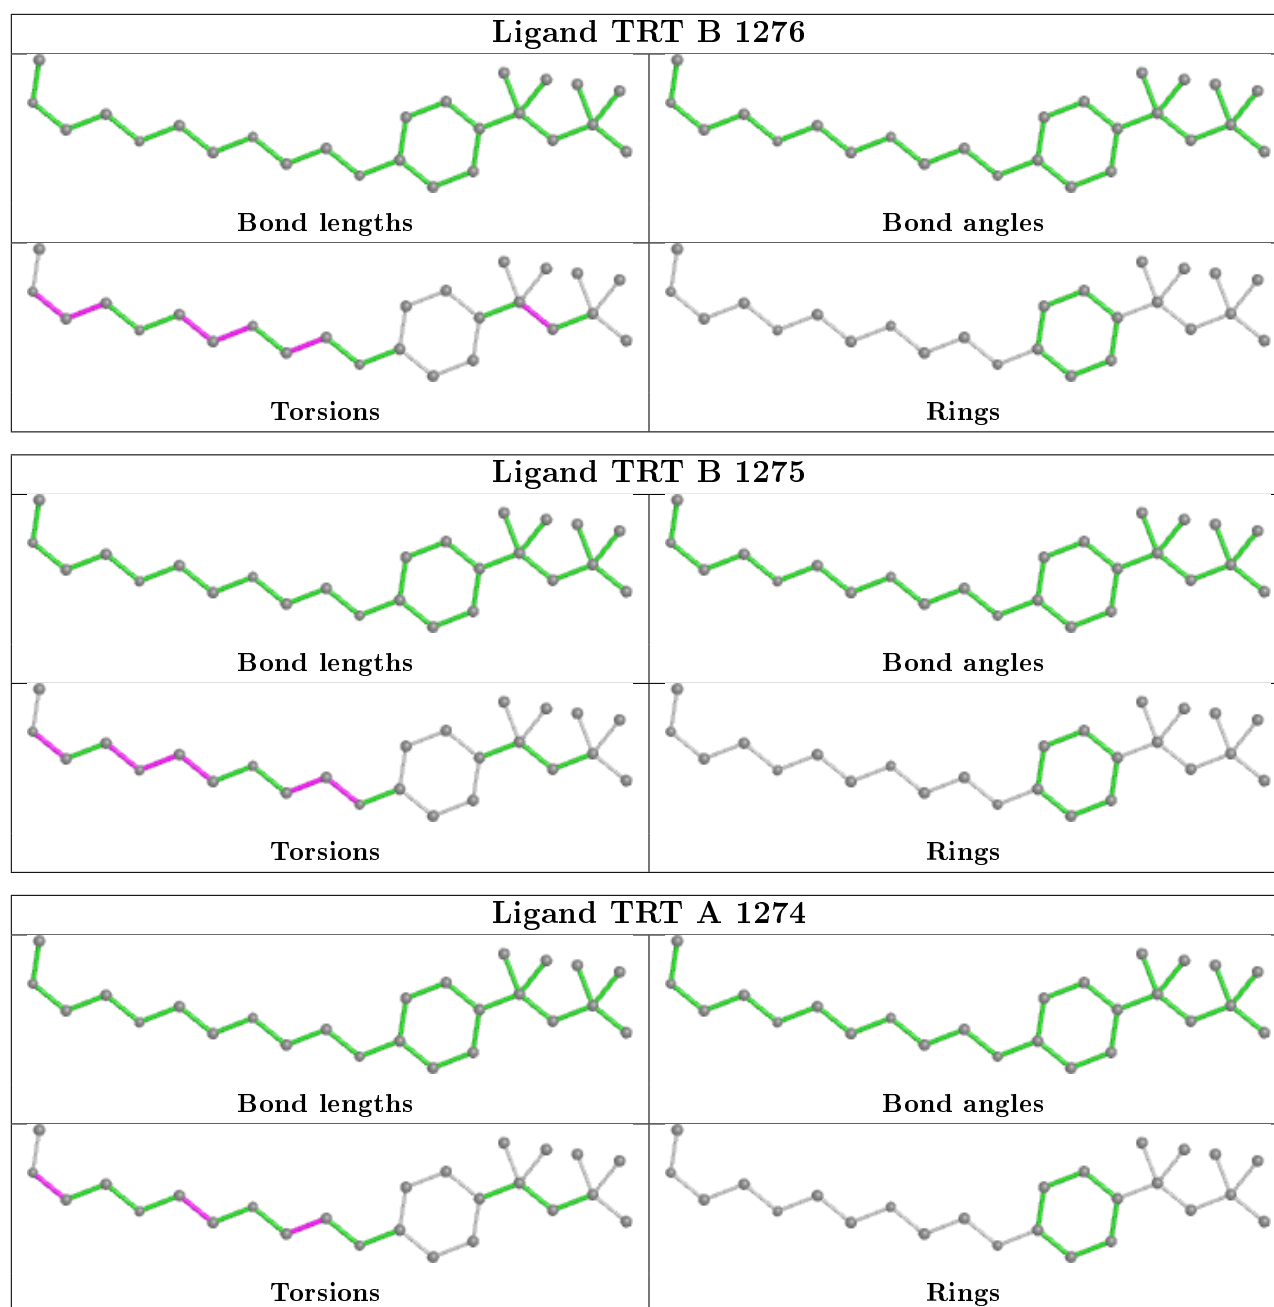 Ligand TRT B 1276
Bond lengths
Bond angles
Torsions
Rings
Ligand TRT B 1275
Bond lengths
Bond angles
Torsions
Rings
Ligand TRT A 1274
Bond lengths
Bond angles
Torsions
Rings